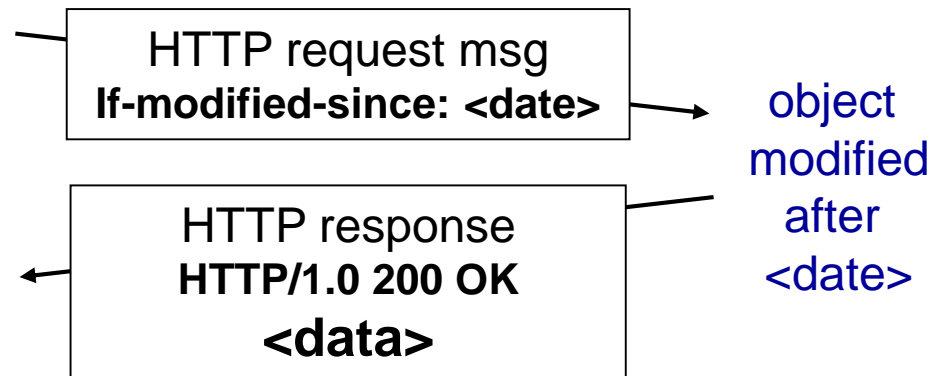 HTTP request msg
If-modified-since: <date>
object
modified
after
<date>
HTTP response
HTTP/1.0 200 OK
<data>